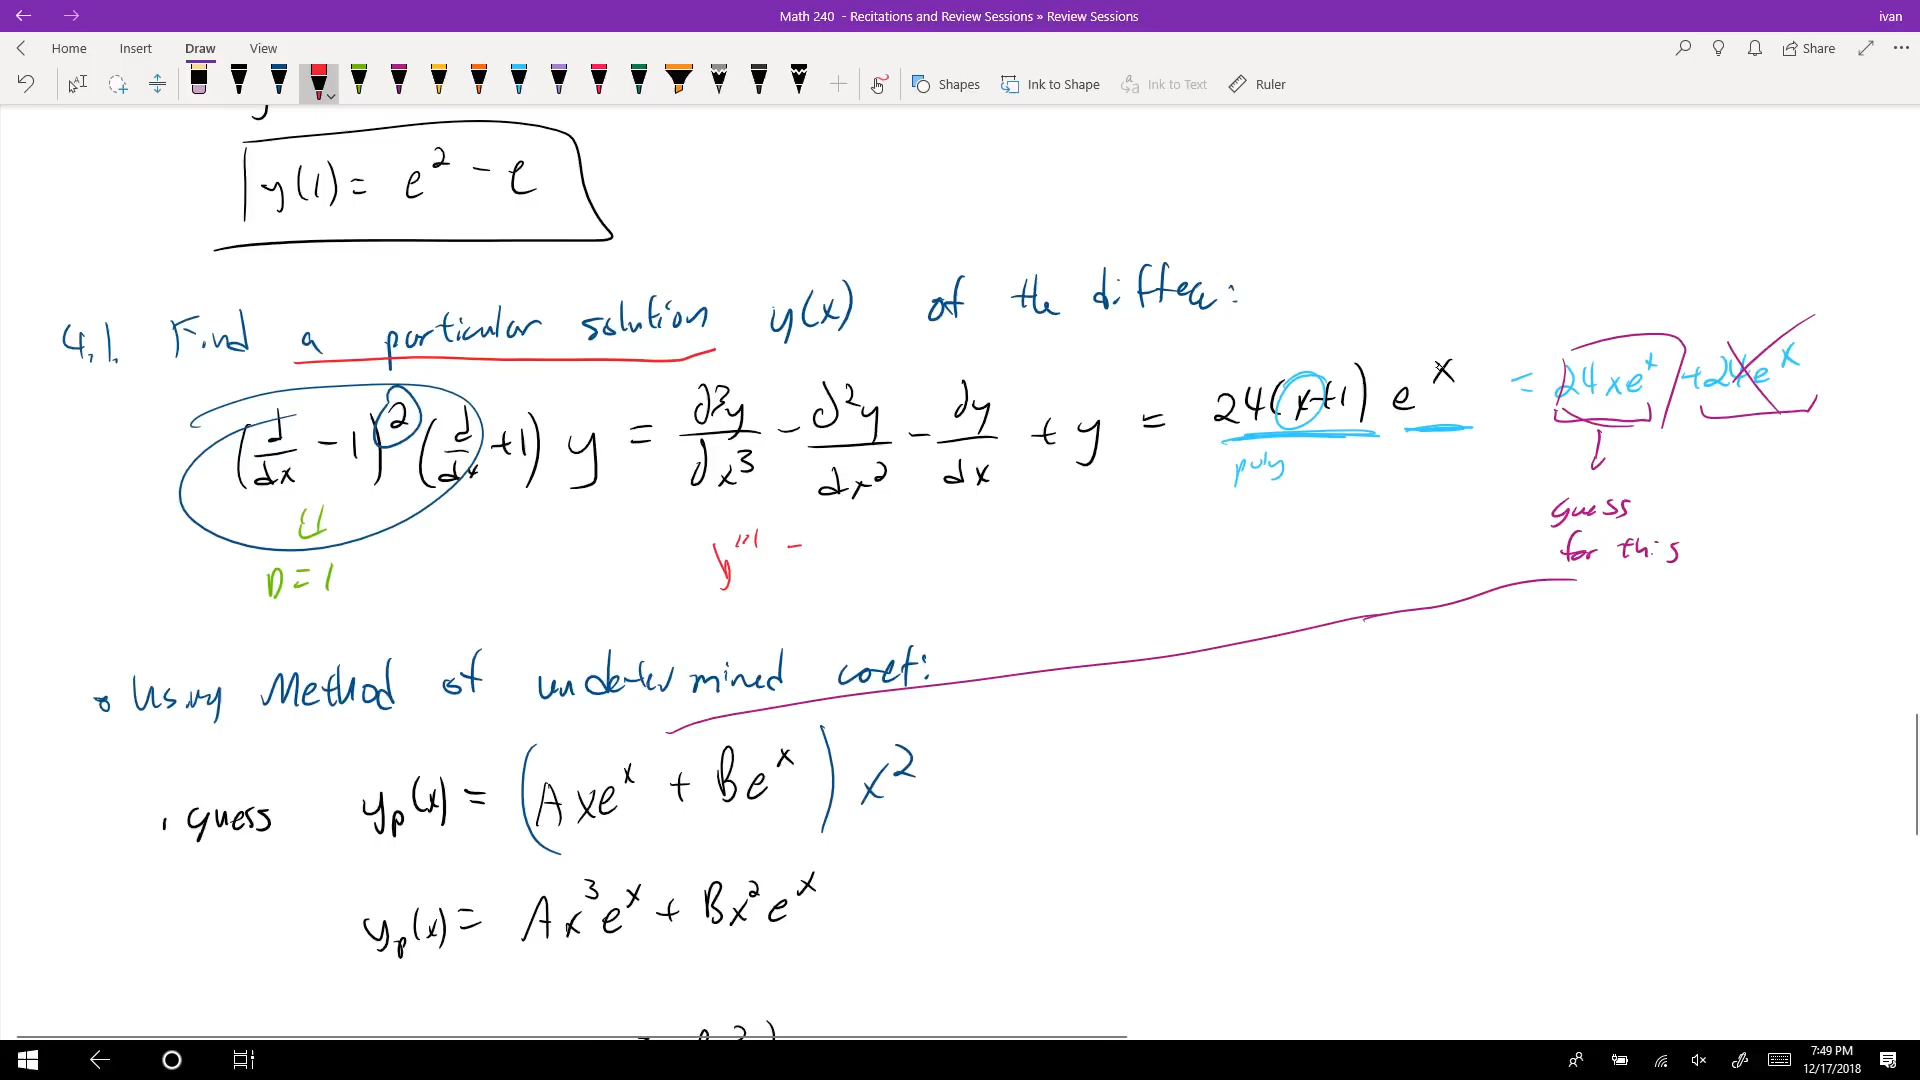 Math 240 - Recitations and Review Sessions » Review Sessions
ivan
Home Insert Draw View
Share
Shapes Ink to Shape Ink to Text Ruler
y(1) = e^2 - e
4.1. Find a particular solution y(x) of the diffeq:
(d/dx - 1)^2 (d/dx + 1) y = d^3y/dx^3 - d^2y/dx^2 - dy/dx + y = 24(x+1) e^x = 24xe^x + 24e^x
poly
D = 1
y''' -
guess
for this
Using Method of undetermined coef:
guess y_p(x) = (Axe^x + Be^x) x^2
y_p(x) = Ax^3e^x + Bx^2e^x
7:49 PM
12/17/2018